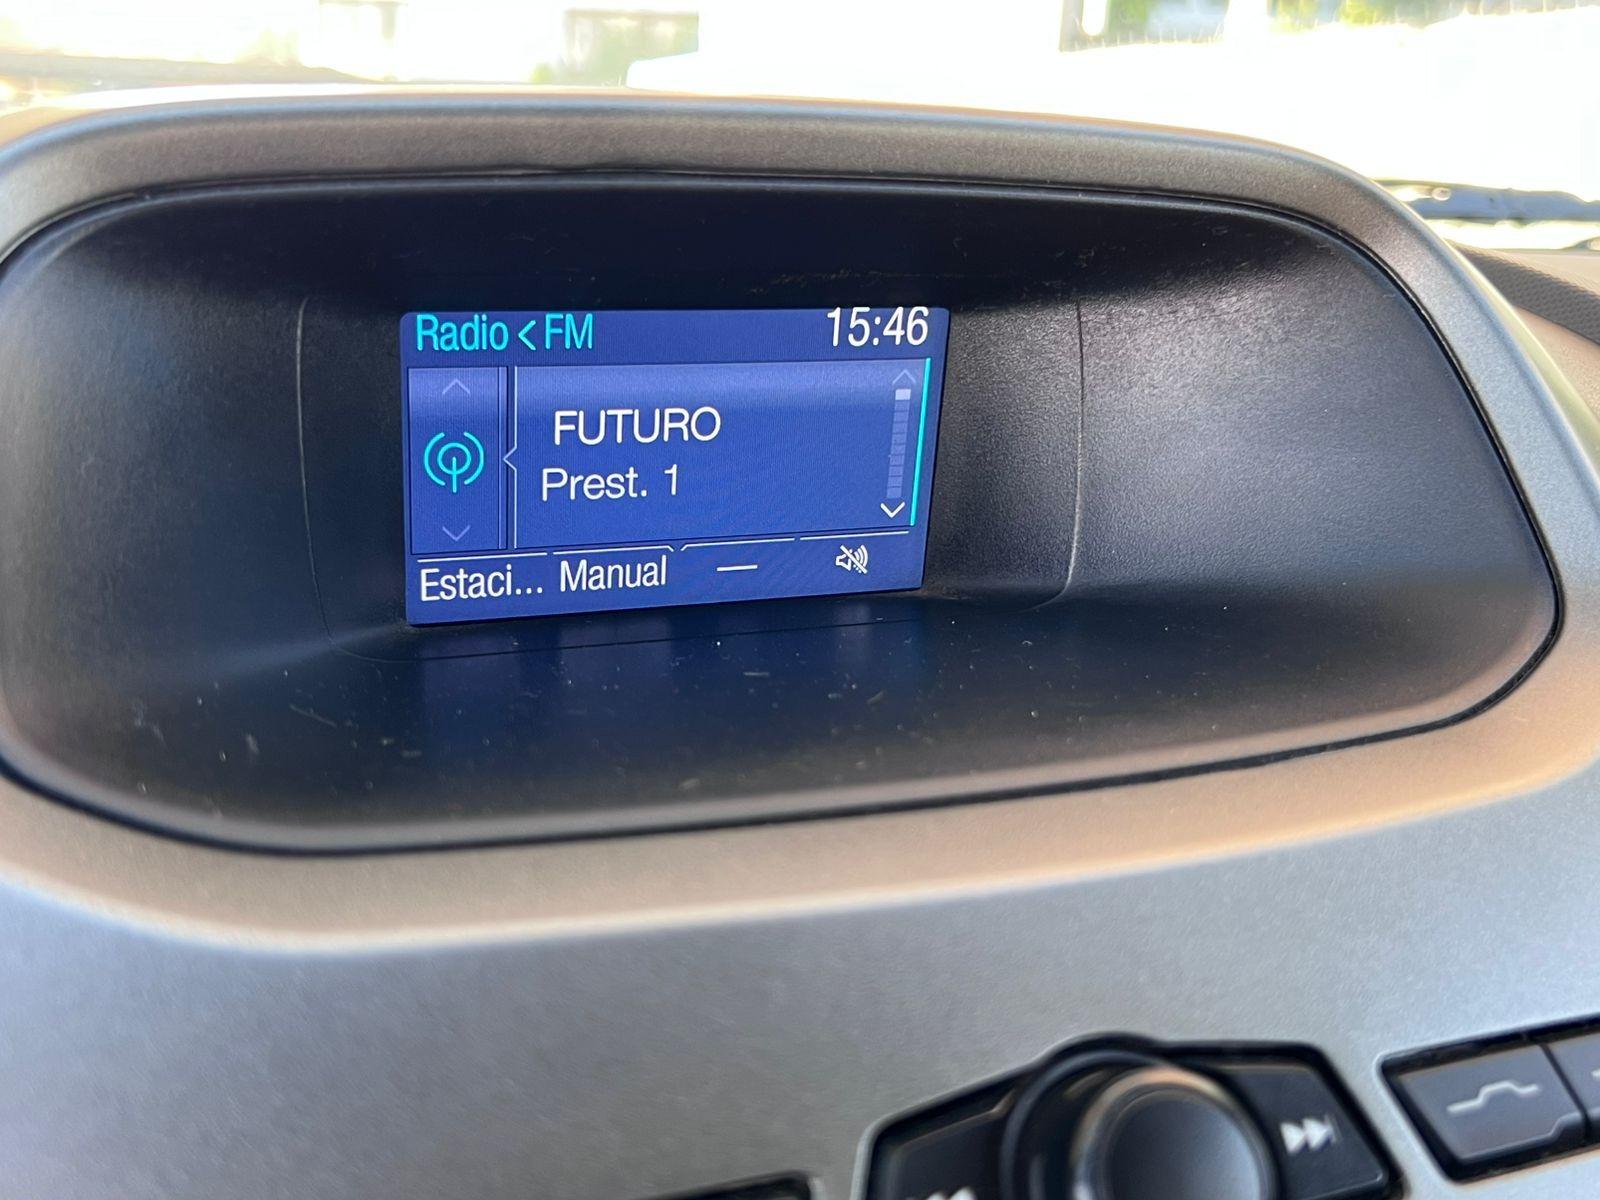 Radio < FM 15:46
FUTURO
Prest. 1
Estaci... Manual —